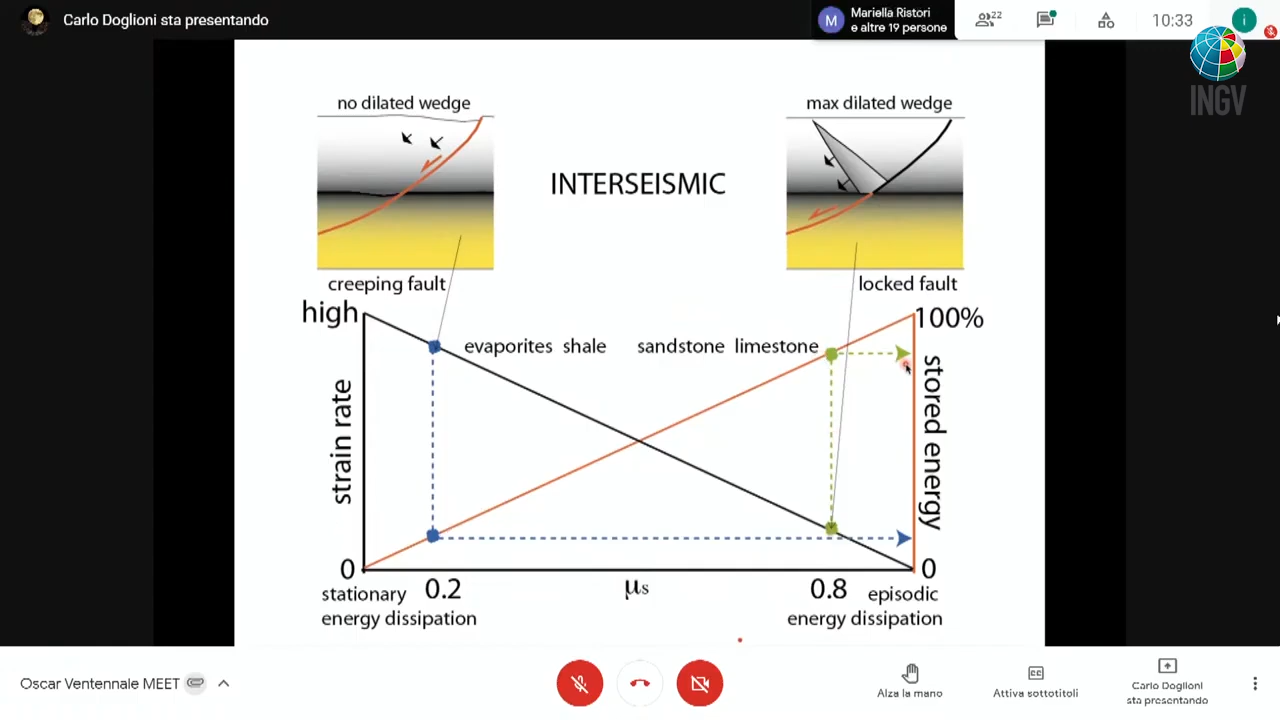 Carlo Doglioni sta presentando
M
Mariella Ristori
e altre 19 persone
22
10:33
i
INGV
no dilated wedge
max dilated wedge
INTERSEISMIC
creeping fault
locked fault
high
100%
evaporites shale sandstone limestone
strain rate
stored energy
0
0
stationary
energy dissipation
0.2
μs
0.8
episodic
energy dissipation
Oscar Ventennale MEET
Alza la mano
Attiva sottotitoli
Carlo Doglioni
sta presentando